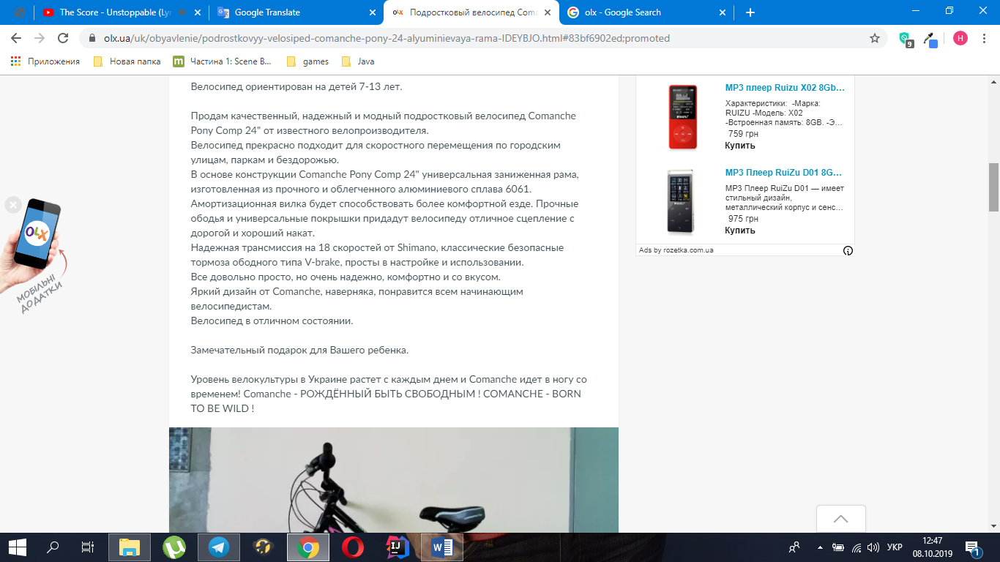 The Score - Unstoppable (Lyr
Google Translate
Подростковый велосипед Coma
olx - Google Search
olx.ua/uk/obyavlenie/podrostkovyy-velosiped-comanche-pony-24-alyuminievaya-rama-IDEYBJO.html#83bf6902ed;promoted
9
H
Приложения
Новая папка
m Частина 1: Scene B...
games
Java
Велосипед ориентирован на детей 7-13 лет.
Продам качественный, надежный и модный подростковый велосипед Comanche
Pony Comp 24" от известного велопроизводителя.
Велосипед прекрасно подходит для скоростного перемещения по городским
улицам, паркам и бездорожью.
В основе конструкции Comanche Pony Comp 24" универсальная заниженная рама,
изготовленная из прочного и облегченного алюминиевого сплава 6061.
Амортизационная вилка будет способствовать более комфортной езде. Прочные
ободья и универсальные покрышки придадут велосипеду отличное сцепление с
дорогой и хороший накат.
Надежная трансмиссия на 18 скоростей от Shimano, классические безопасные
тормоза ободного типа V-brake, просты в настройке и использовании.
Все довольно просто, но очень надежно, комфортно и со вкусом.
Яркий дизайн от Comanche, наверняка, понравится всем начинающим
велосипедистам.
Велосипед в отличном состоянии.
Замечательный подарок для Вашего ребенка.
Уровень велокультуры в Украине растет с каждым днем и Comanche идет в ногу со
временем! Comanche - РОЖДЁННЫЙ БЫТЬ СВОБОДНЫМ ! COMANCHE - BORN
TO BE WILD !
MP3 плеер Ruizu X02 8Gb...
Характеристики: -Марка:
RUIZU -Модель: X02
-Встроенная память: 8GB. -Э...
759 грн
Купить
MP3 Плеер RuiZu D01 8G...
MP3 Плеер RuiZu D01 — имеет
стильный дизайн,
металлический корпус и сенс...
975 грн
Купить
Ads by rozetka.com.ua
OLX
МОБІЛЬНІ
ДОДАТКИ
УКР
12:47
08.10.2019
1